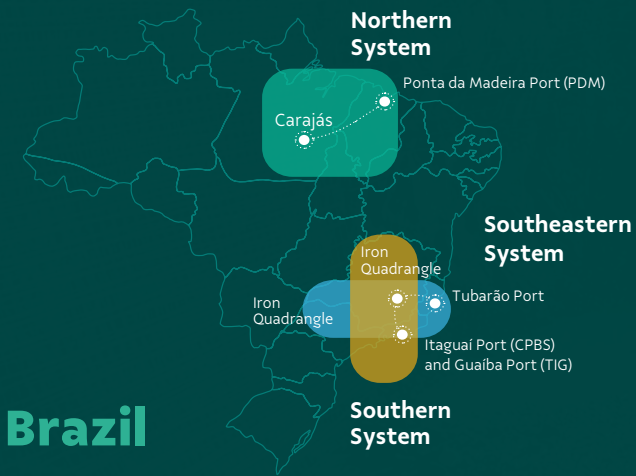 Northern
System
Ponta da Madeira Port (PDM)
Carajás
Southeastern
System
Iron
Quadrangle
Tubarão Port
Iron
Quadrangle
Itaguaí Port (CPBS)
and Guaíba Port (TIG)
Southern
System
Brazil